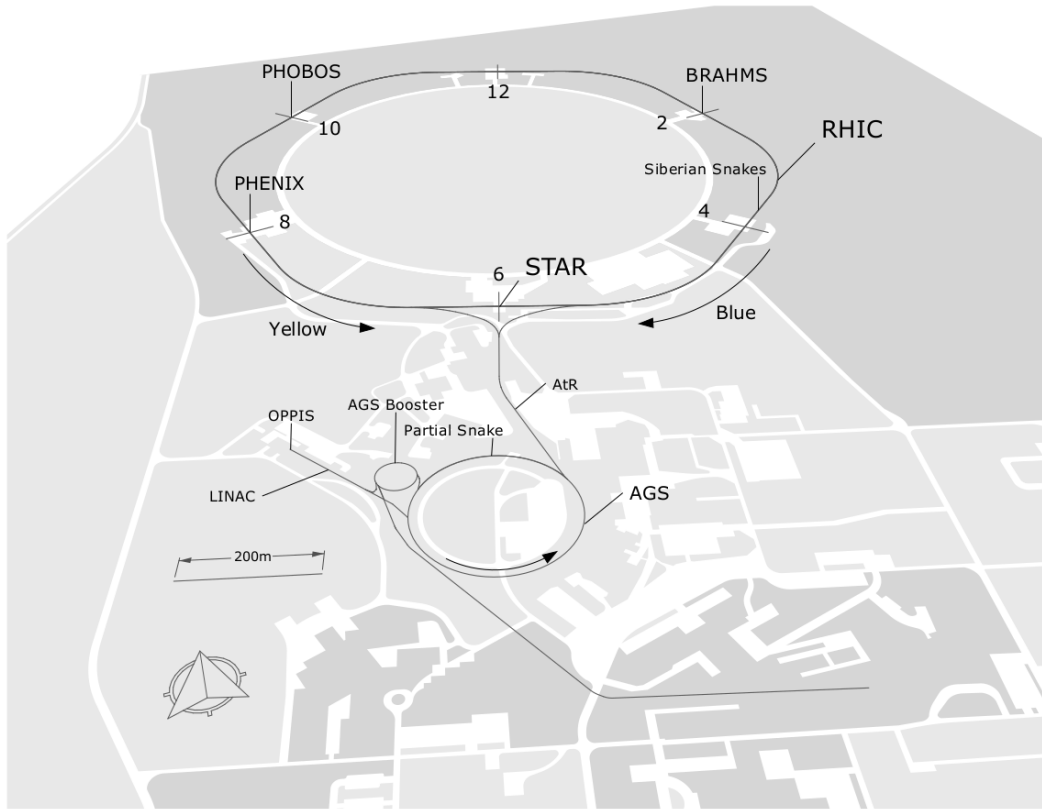 PHOBOS
BRAHMS
12
10
2
RHIC
Siberian Snakes
PHENIX
8
4
6
STAR
Yellow
Blue
AtR
AGS Booster
OPPIS
Partial Snake
LINAC
AGS
200m